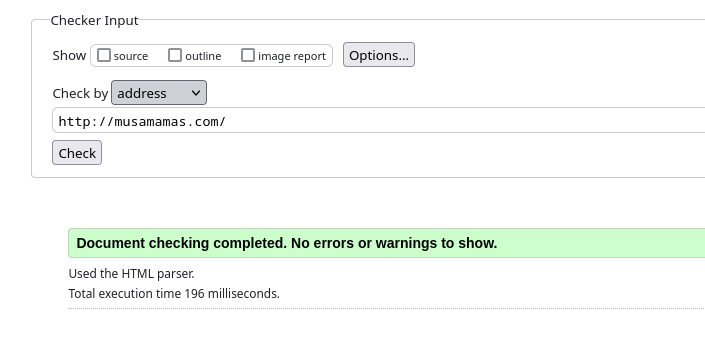 Checker Input
Show source outline image report Options...
Check by address
http://musamamas.com/
Check
Document checking completed. No errors or warnings to show.
Used the HTML parser.
Total execution time 196 milliseconds.